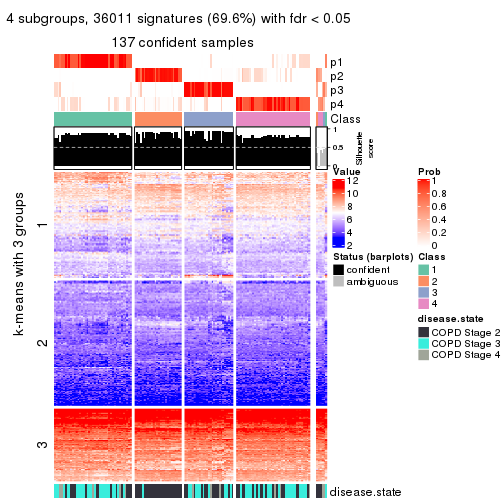 4 subgroups, 36011 signatures (69.6%) with fdr < 0.05
137 confident samples
p1
p2
p3
p4
Class
1
0.5
0
Silhouette
score
k-means with 3 groups
1
2
3
disease.state
Value
12
10
8
6
4
2
Prob
1
0.8
0.6
0.4
0.2
0
Status (barplots)
confident
ambiguous
Class
1
2
3
4
disease.state
COPD Stage 2
COPD Stage 3
COPD Stage 4